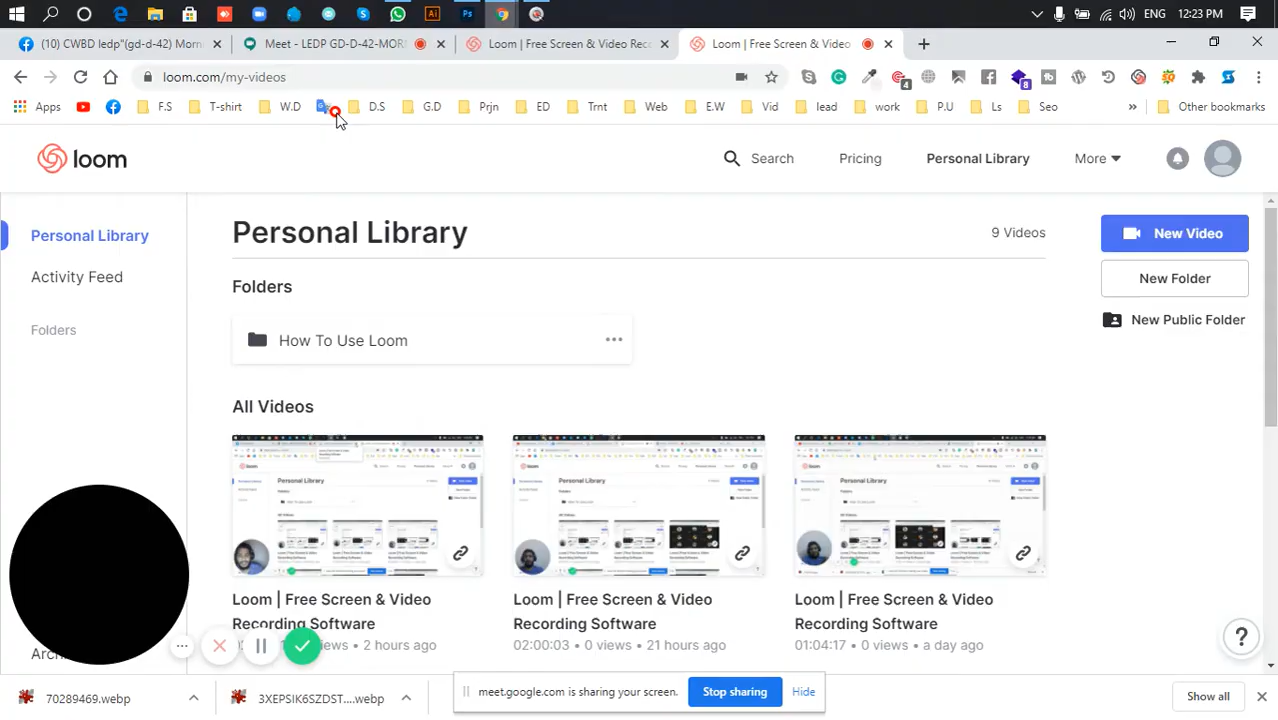 ENG 12:23 PM
(10) CWBD ledp"(gd-d-42) Morn
Meet - LEDP GD-D-42-MOR
Loom | Free Screen & Video Rec
Loom | Free Screen & Video
loom.com/my-videos
4
8
Apps
F.S
T-shirt
W.D
D.S
G.D
Prjn
ED
Trnt
Web
E.W
Vid
lead
work
P.U
Ls
Seo
Other bookmarks
loom
Search
Pricing
Personal Library
More
Personal Library
Activity Feed
Folders
Personal Library
9 Videos
New Video
New Folder
New Public Folder
Folders
How To Use Loom
All Videos
Loom | Free Screen & Video
Recording Software
views • 2 hours ago
Loom | Free Screen & Video
Recording Software
02:00:03 • 0 views • 21 hours ago
Loom | Free Screen & Video
Recording Software
01:04:17 • 0 views • a day ago
70289469.webp
3XEPSIK6SZDST....webp
meet.google.com is sharing your screen.
Stop sharing
Hide
Show all